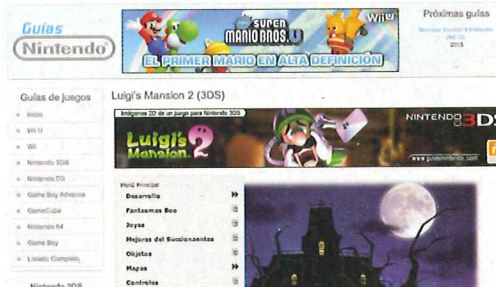 Guías
Nintendo
SUPER
MARIO BROS. U
WiiU
EL PRIMER MARIO EN ALTA DEFINICIÓN
Próximas guías
2013
Guías de juegos
Inicio
Wii U
Wii
Nintendo 3DS
Nintendo DS
Game Boy Advance
GameCube
Nintendo 64
Game Boy
Listado Completo
Nintendo 3DS
Luigi's Mansion 2 (3DS)
Imágenes 2D de un juego para Nintendo 3DS
Luigi's
Mansion 2
NINTENDO 3DS
www.guiasnintendo.com
Menú Principal
Desarrollo
Fantasmas Boo
Joyas
Mejoras del Succionaentes
Objetos
Mapas
Controles